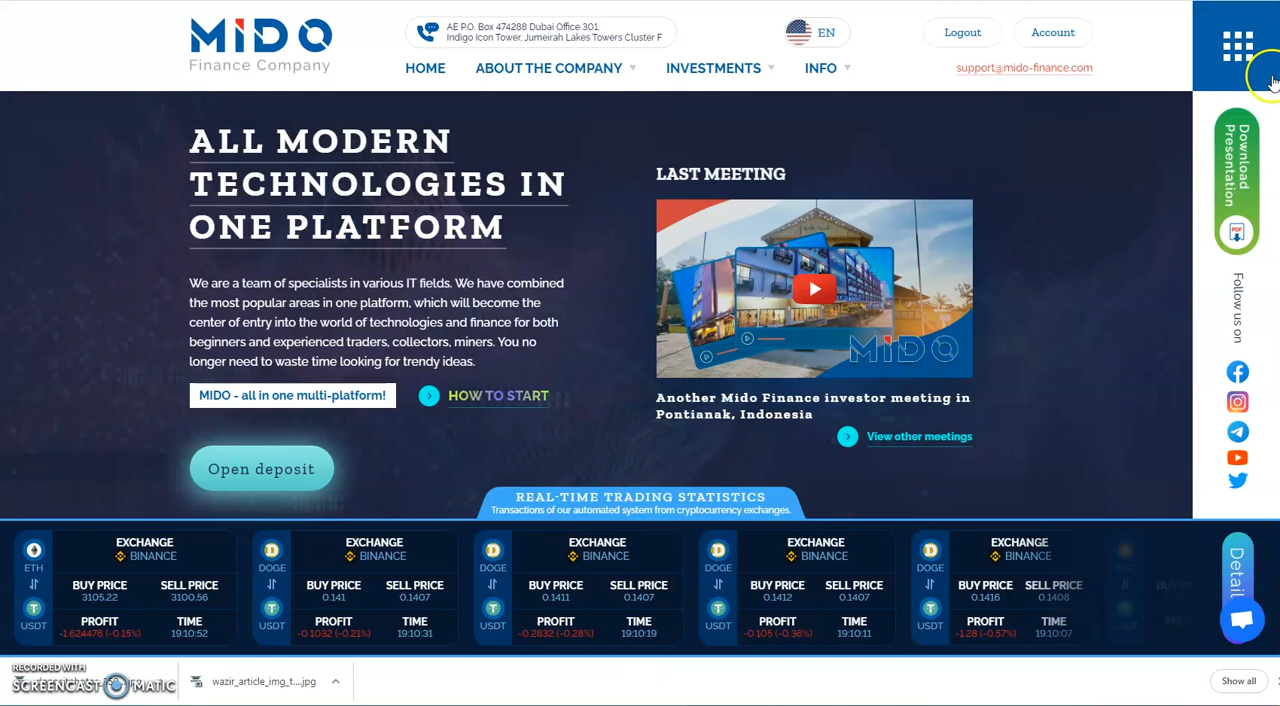 MIDO
Finance Company
AE P.O. Box 474288 Dubai Office 301,
Indigo Icon Tower, Jumeirah Lakes Towers Cluster F
EN
Logout
Account
HOME
ABOUT THE COMPANY
INVESTMENTS
INFO
support@mido-finance.com
ALL MODERN
TECHNOLOGIES IN
ONE PLATFORM
We are a team of specialists in various IT fields. We have combined
the most popular areas in one platform, which will become the
center of entry into the world of technologies and finance for both
beginners and experienced traders, collectors, miners. You no
longer need to waste time looking for trendy ideas.
MIDO - all in one multi-platform!
HOW TO START
Open deposit
LAST MEETING
MIDO
Another Mido Finance investor meeting in
Pontianak, Indonesia
View other meetings
Download
Presentation
PDF
Follow us on
REAL-TIME TRADING STATISTICS
Transactions of our automated system from cryptocurrency exchanges.
ETH
USDT
EXCHANGE
BINANCE
BUY PRICE
3105.22
SELL PRICE
3100.56
PROFIT
-1.624476 (-0.15%)
TIME
19:10:52
DOGE
USDT
EXCHANGE
BINANCE
BUY PRICE
0.141
SELL PRICE
0.1407
PROFIT
-0.1032 (-0.21%)
TIME
19:10:31
DOGE
USDT
EXCHANGE
BINANCE
BUY PRICE
0.1411
SELL PRICE
0.1407
PROFIT
-0.2832 (-0.28%)
TIME
19:10:19
DOGE
USDT
EXCHANGE
BINANCE
BUY PRICE
0.1412
SELL PRICE
0.1407
PROFIT
-0.105 (-0.36%)
TIME
19:10:11
DOGE
USDT
EXCHANGE
BINANCE
BUY PRICE
0.1416
SELL PRICE
0.1408
PROFIT
-1.28 (-0.57%)
TIME
19:10:07
Detail
RECORDED WITH
SCREENCAST MATIC
wazir_article_img_t....jpg
Show all